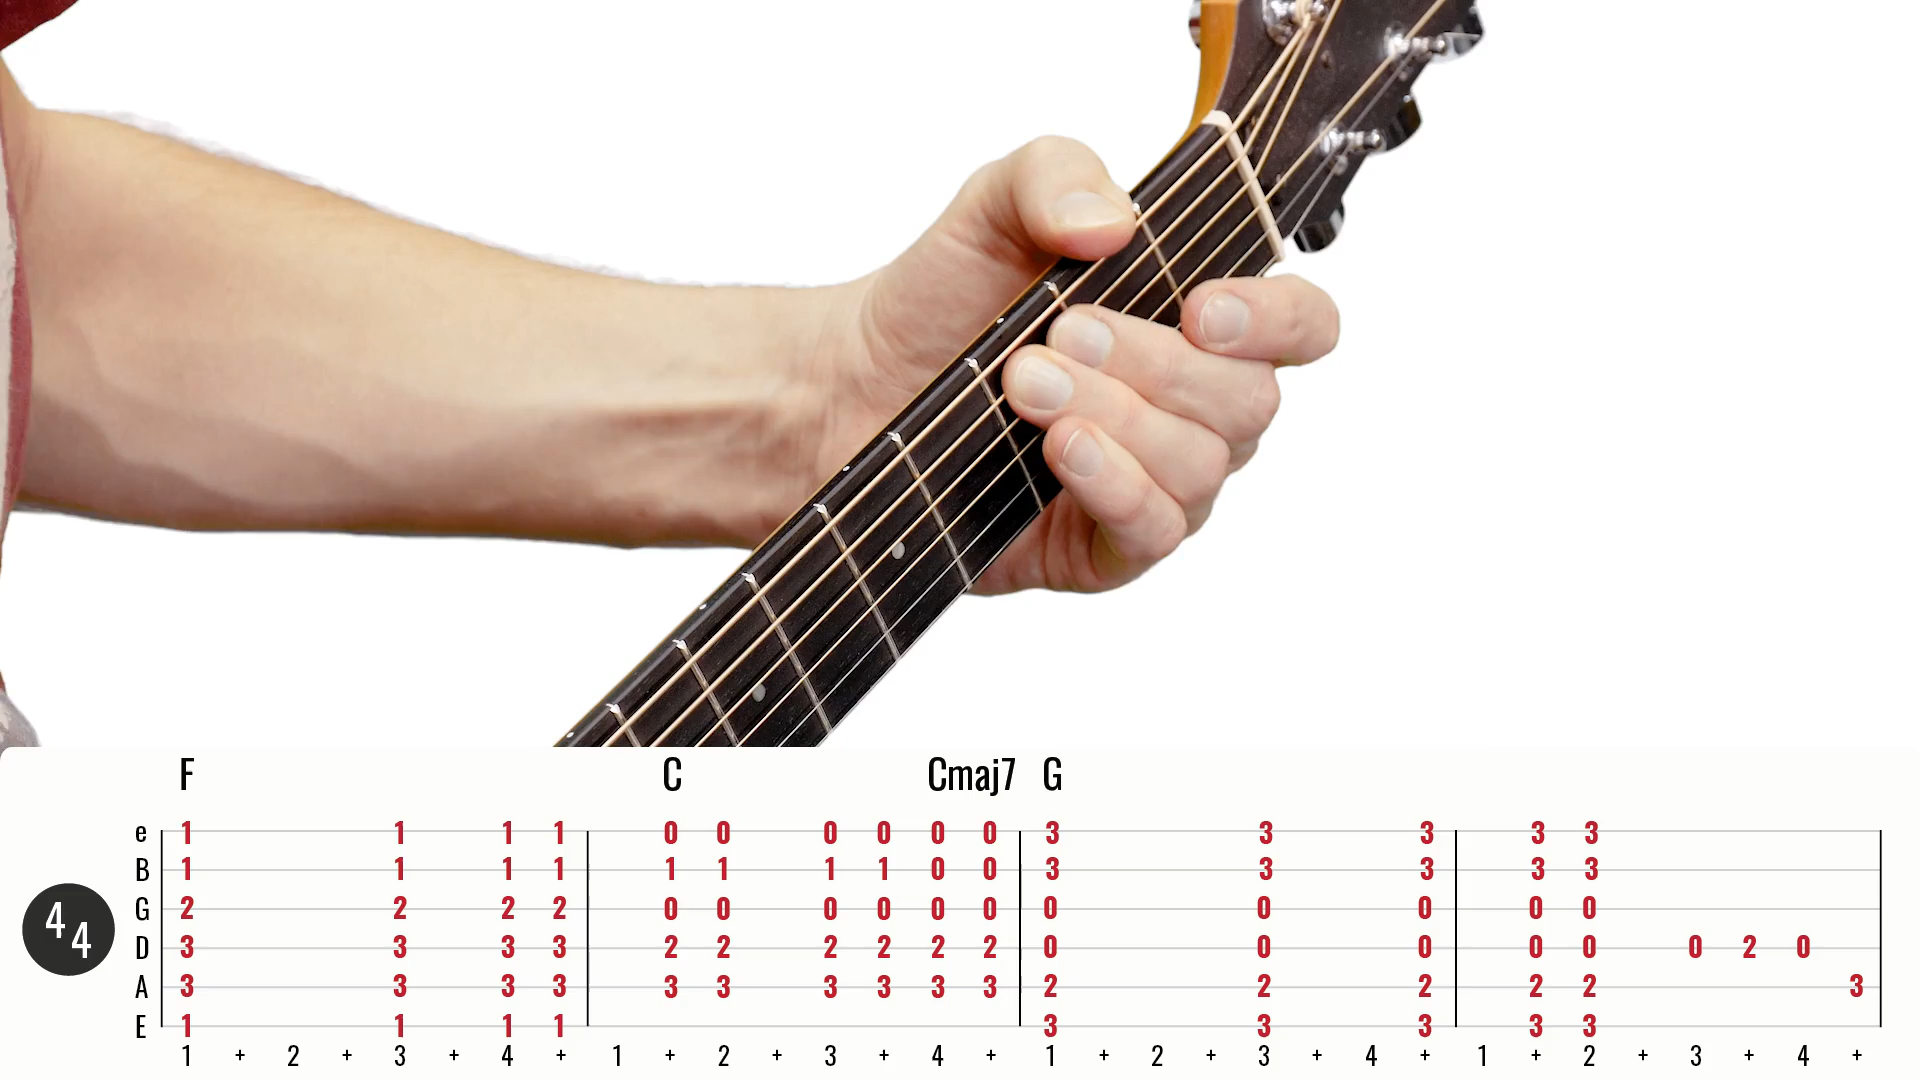 F C Cmaj7 G
e 1 1 1 1 0 0 0 0 0 0 3 3 3 3 3
B 1 1 1 1 1 1 1 1 0 0 3 3 3 3 3
G 2 2 2 2 0 0 0 0 0 0 0 0 0 0 0
4 4
D 3 3 3 3 2 2 2 2 2 2 0 0 0 0 0 0 2 0
A 3 3 3 3 3 3 3 3 3 3 2 2 2 2 2 3
E 1 1 1 1 3 3 3 3 3
1 + 2 + 3 + 4 + 1 + 2 + 3 + 4 + 1 + 2 + 3 + 4 + 1 + 2 + 3 + 4 +